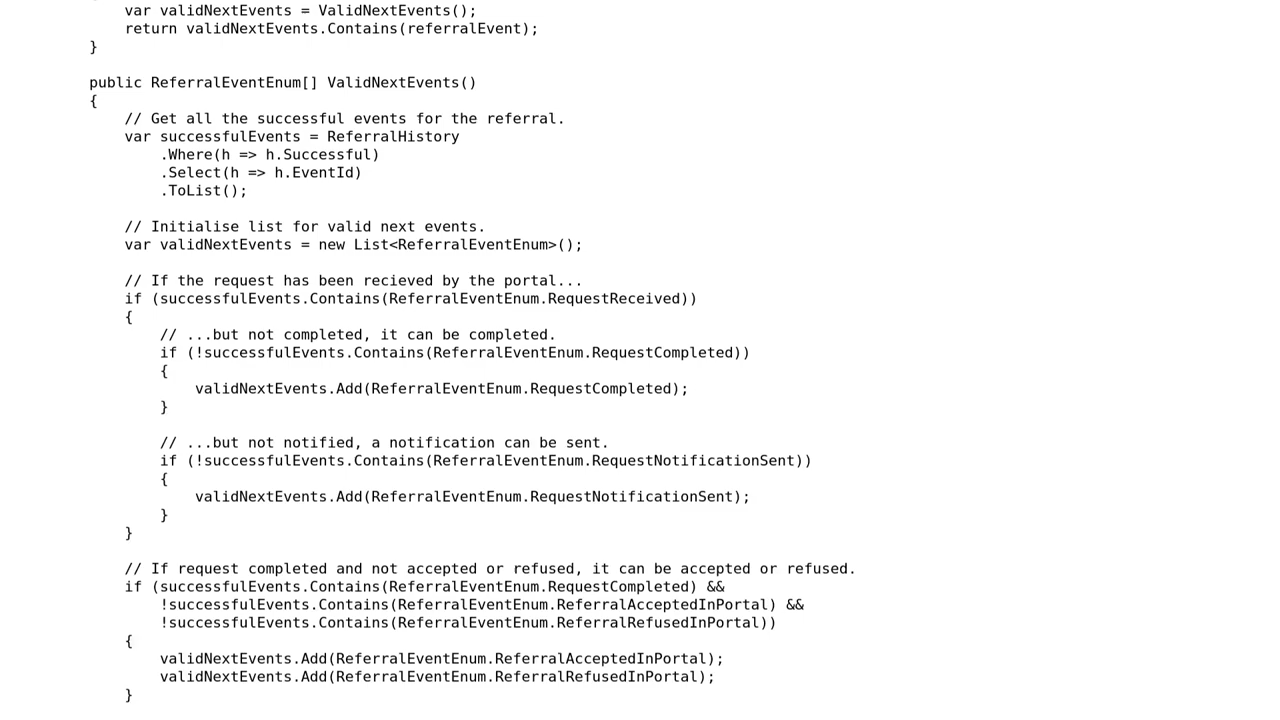 var validNextEvents = ValidNextEvents();
return validNextEvents.Contains(referralEvent);
}
public ReferralEventEnum[] ValidNextEvents()
{
// Get all the successful events for the referral.
var successfulEvents = ReferralHistory
.Where(h => h.Successful)
.Select(h => h.EventId)
.ToList();
// Initialise list for valid next events.
var validNextEvents = new List<ReferralEventEnum>();
// If the request has been recieved by the portal...
if (successfulEvents.Contains(ReferralEventEnum.RequestReceived))
{
// ...but not completed, it can be completed.
if (!successfulEvents.Contains(ReferralEventEnum.RequestCompleted))
{
validNextEvents.Add(ReferralEventEnum.RequestCompleted);
}
// ...but not notified, a notification can be sent.
if (!successfulEvents.Contains(ReferralEventEnum.RequestNotificationSent))
{
validNextEvents.Add(ReferralEventEnum.RequestNotificationSent);
}
}
// If request completed and not accepted or refused, it can be accepted or refused.
if (successfulEvents.Contains(ReferralEventEnum.RequestCompleted) &&
!successfulEvents.Contains(ReferralEventEnum.ReferralAcceptedInPortal) &&
!successfulEvents.Contains(ReferralEventEnum.ReferralRefusedInPortal))
{
validNextEvents.Add(ReferralEventEnum.ReferralAcceptedInPortal);
validNextEvents.Add(ReferralEventEnum.ReferralRefusedInPortal);
}